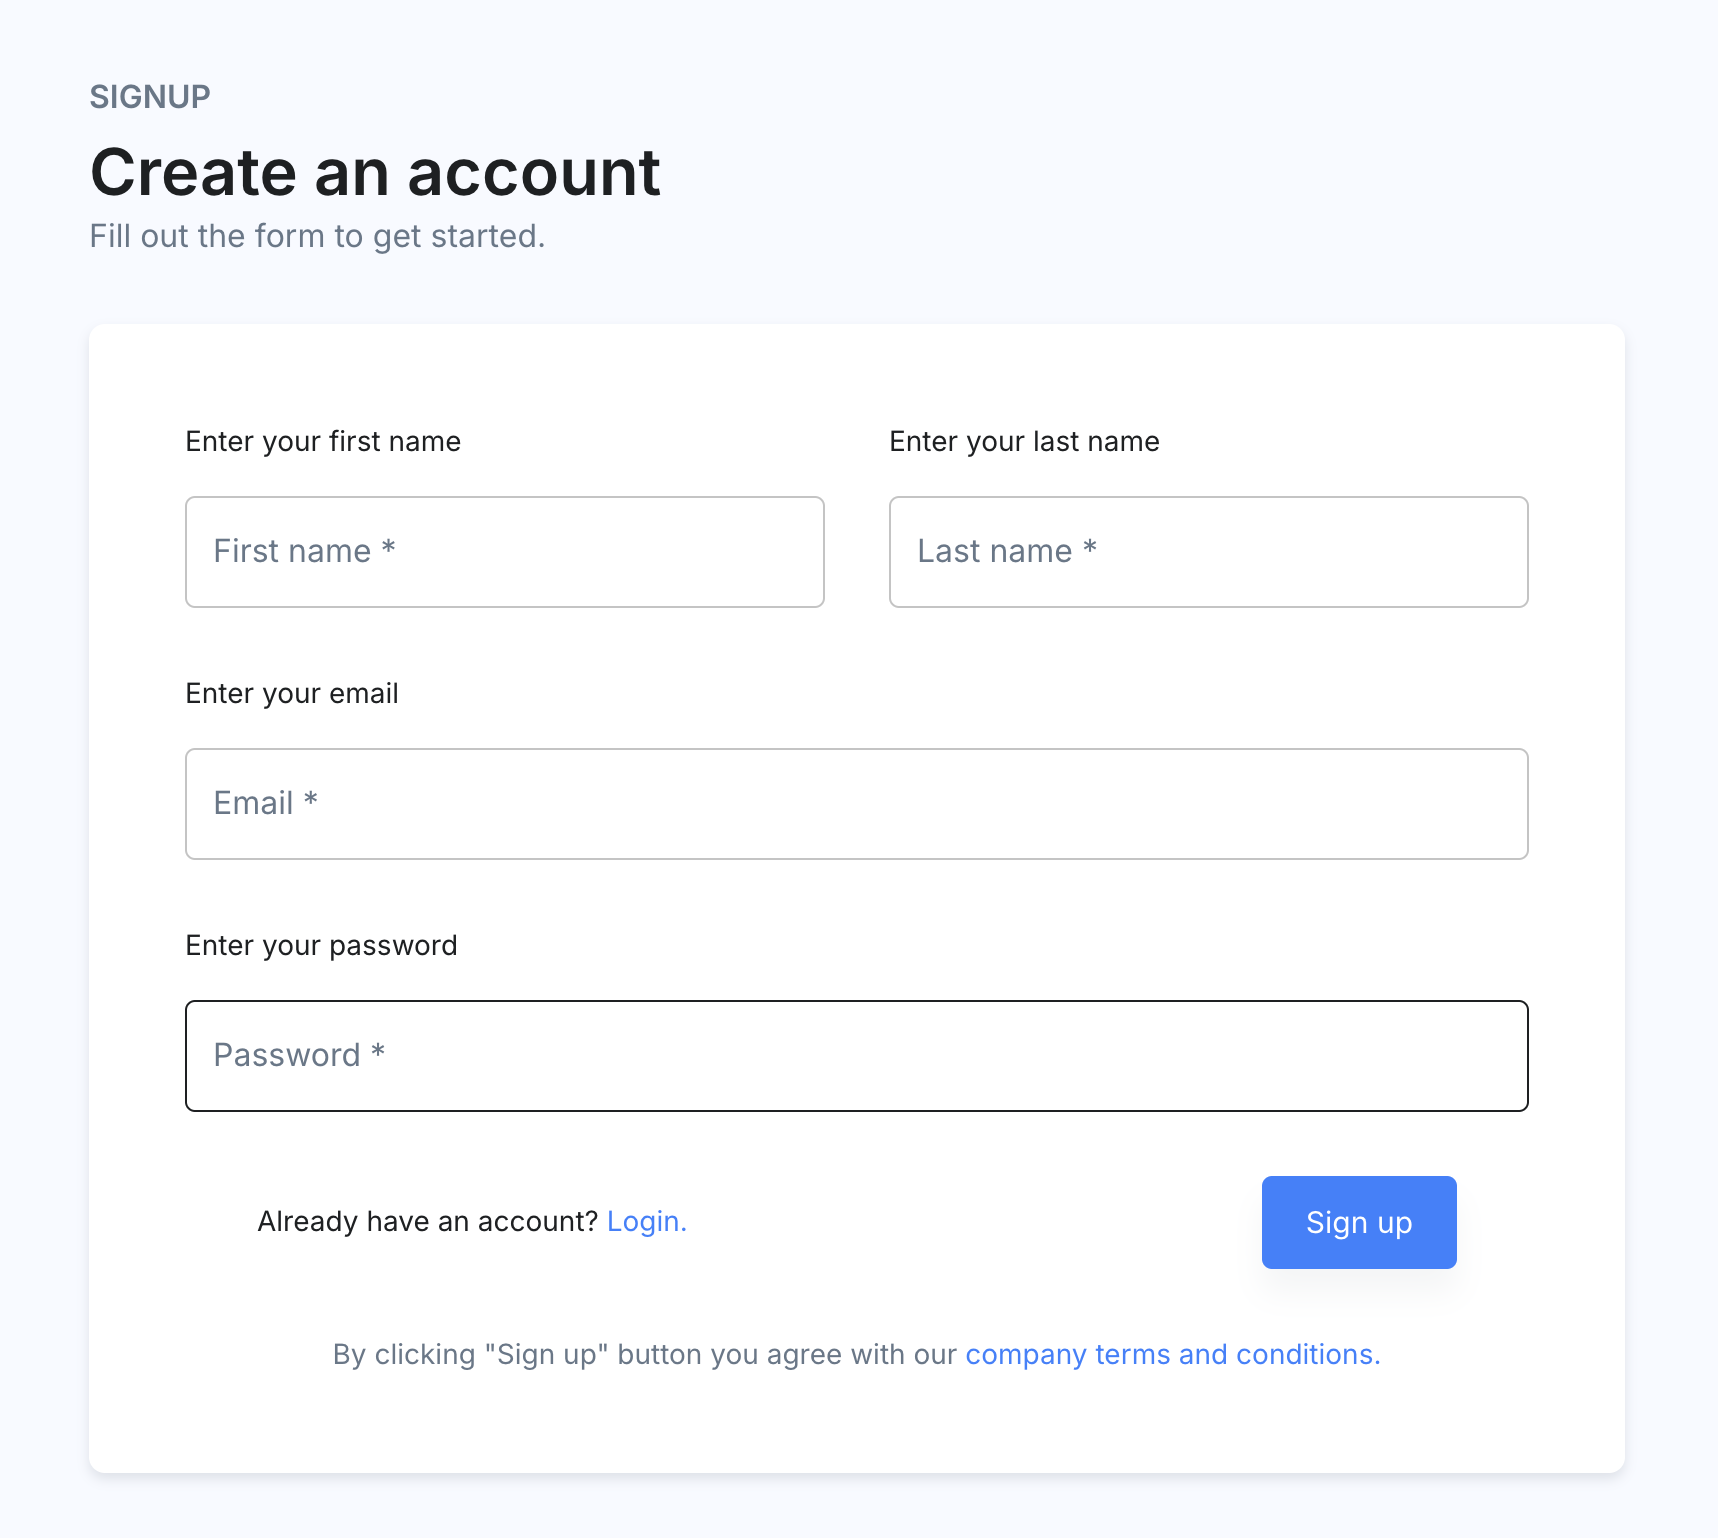 SIGNUP
Create an account
Fill out the form to get started.
Enter your first name
Enter your last name
First name *
Last name *
Enter your email
Email *
Enter your password
Password *
Already have an account? Login.
Sign up
By clicking "Sign up" button you agree with our company terms and conditions.